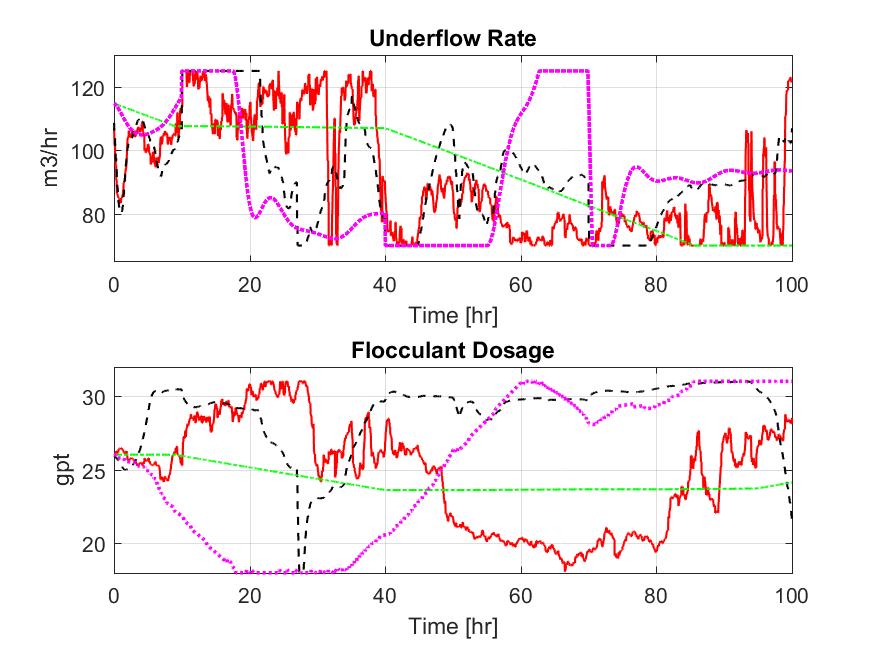 Underflow Rate
120
100
80
m3/hr
0 20 40 60 80 100
Time [hr]
Flocculant Dosage
30
25
20
gpt
0 20 40 60 80 100
Time [hr]